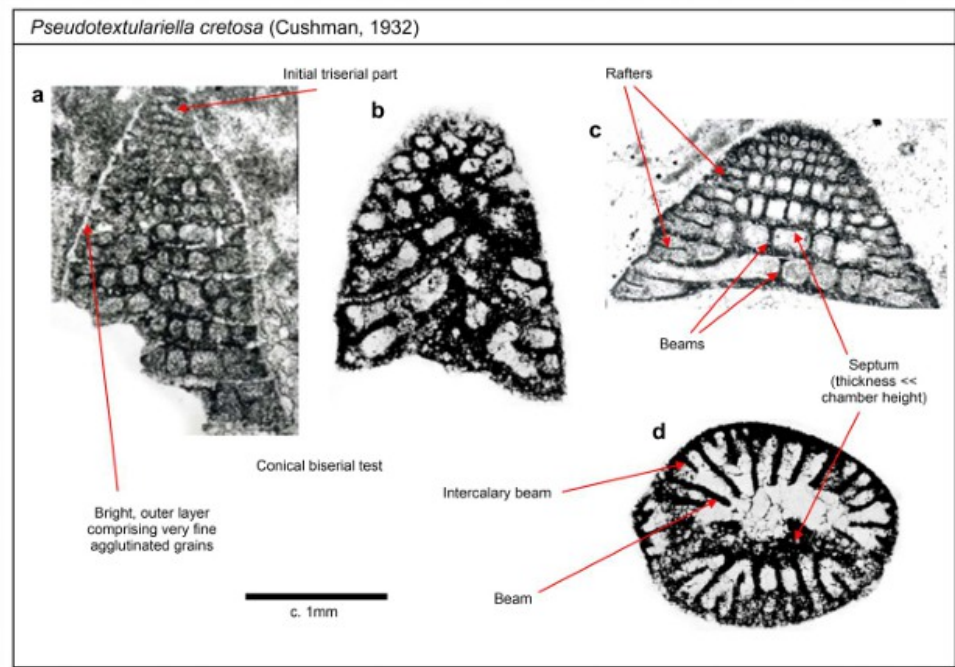 Pseudotextulariella cretosa (Cushman, 1932)
Initial triserial part
Rafters
a
b
c
Beams
Septum
(thickness <<
chamber height)
d
Conical biserial test
Intercalary beam
Bright, outer layer
comprising very fine
agglutinated grains
Beam
c. 1mm